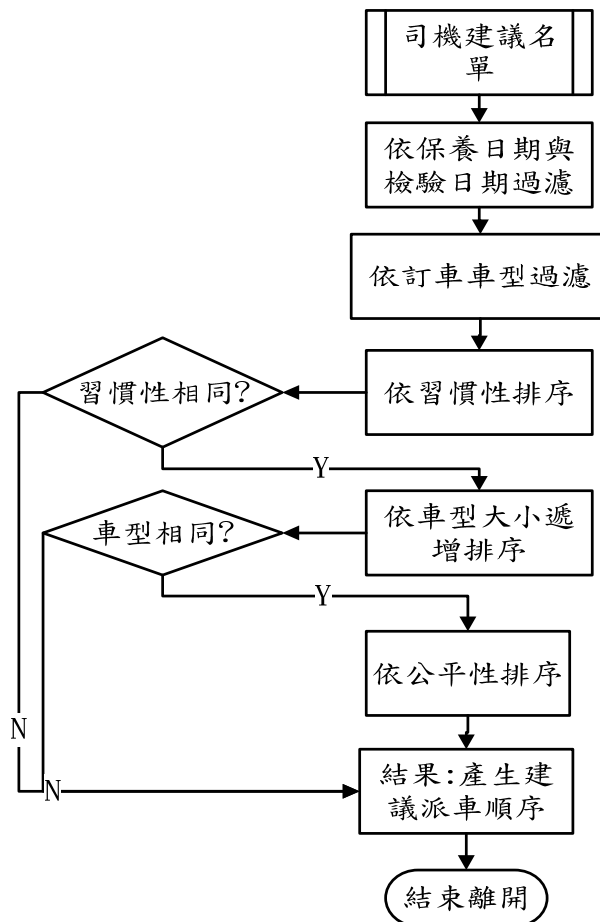 司機建議名
單
依保養日期與
檢驗日期過濾
依訂車車型過濾
習慣性相同?
依習慣性排序
Y
車型相同?
依車型大小遞
增排序
Y
依公平性排序
N
結果:產生建
議派車順序
N
結束離開